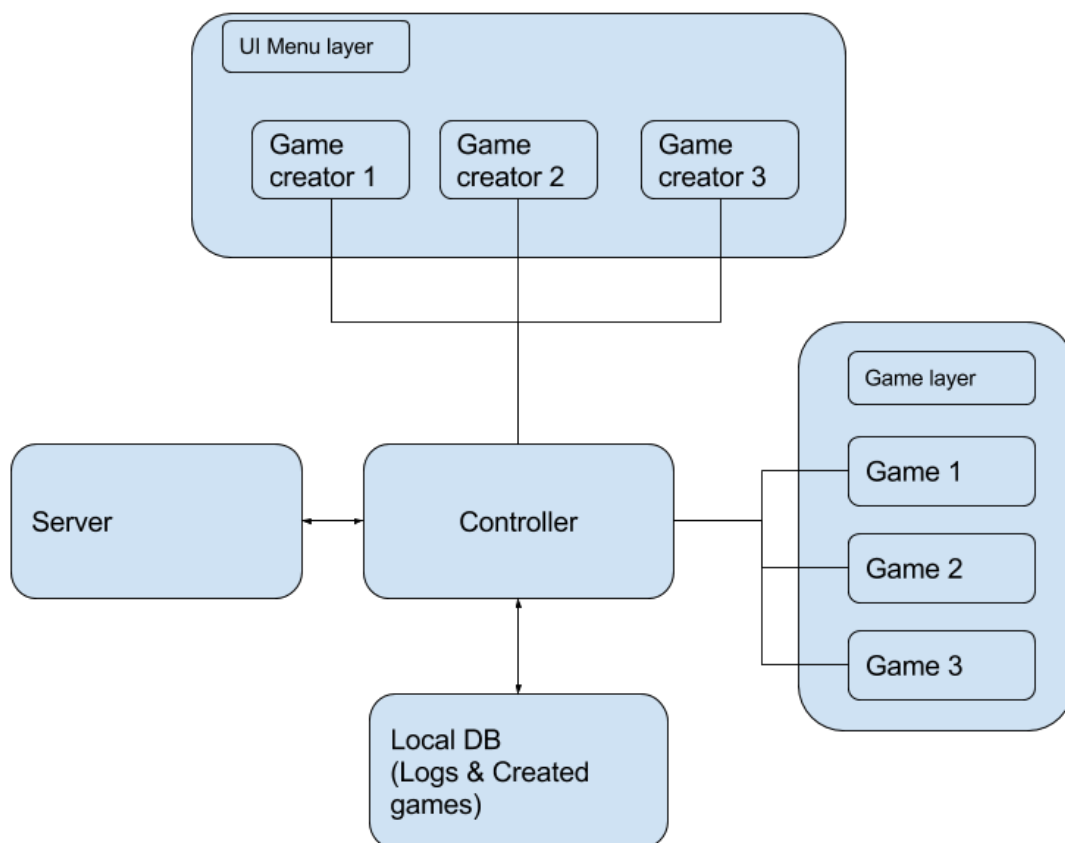 UI Menu layer
Game
creator 1
Game
creator 2
Game
creator 3
Game layer
Game 1
Game 2
Game 3
Server
Controller
Local DB
(Logs & Created
games)